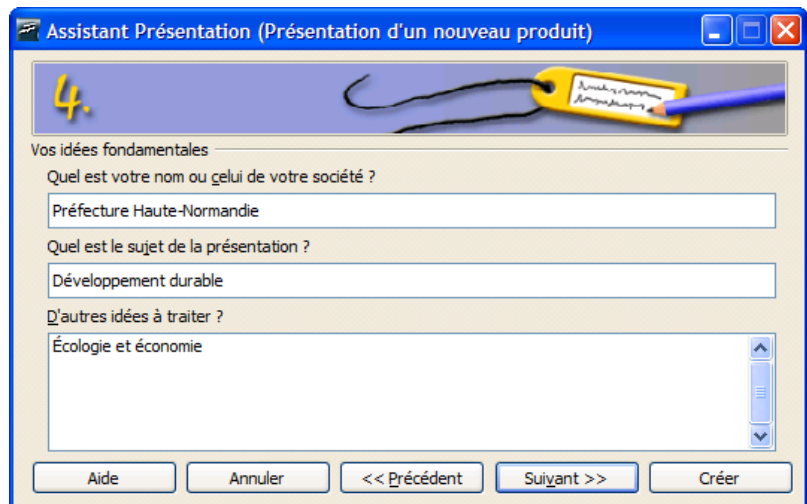 Assistant Présentation (Présentation d'un nouveau produit)
4.
Vos idées fondamentales
Quel est votre nom ou celui de votre société ?
Préfecture Haute-Normandie
Quel est le sujet de la présentation ?
Développement durable
D'autres idées à traiter ?
Écologie et économie
Aide Annuler << Précédent Suivant >> Créer